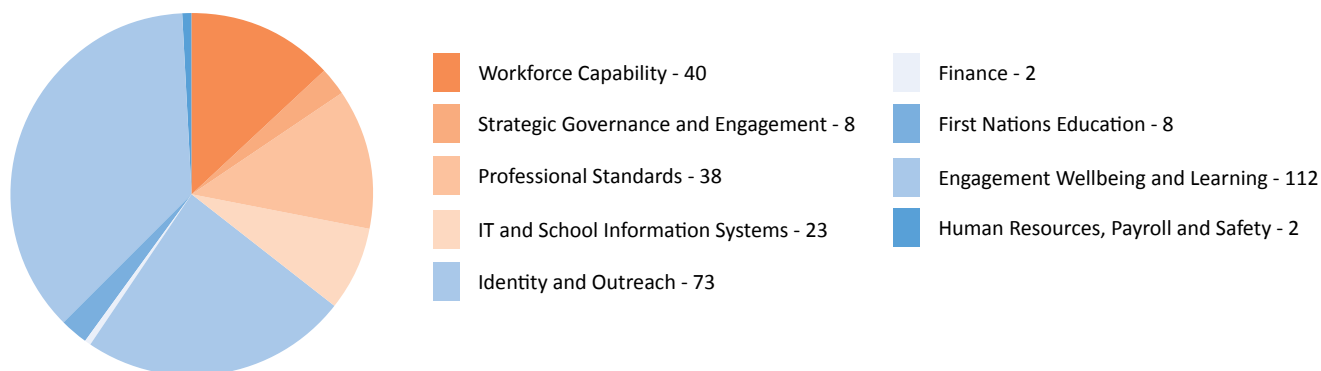 Workforce Capability - 40
Strategic Governance and Engagement - 8
Professional Standards - 38
IT and School Information Systems - 23
Identity and Outreach - 73
Finance - 2
First Nations Education - 8
Engagement Wellbeing and Learning - 112
Human Resources, Payroll and Safety - 2